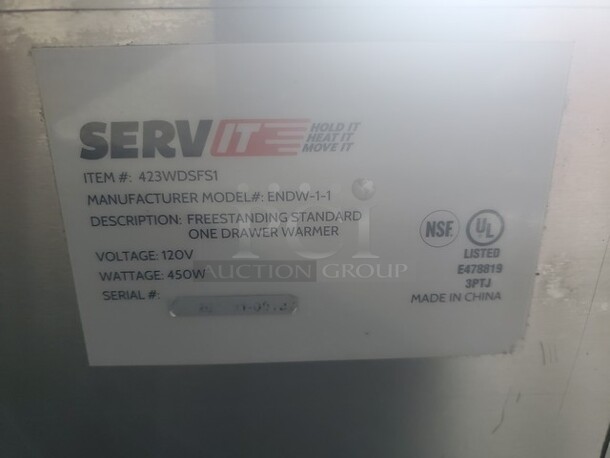 SERVIT
HOLD IT
HEAT IT
MOVE IT
ITEM #: 423WDSFS1
MANUFACTURER MODEL#: ENDW-1-1
DESCRIPTION: FREESTANDING STANDARD
ONE DRAWER WARMER
VOLTAGE: 120V
WATTAGE: 450W
SERIAL #:
NSF
UL
LISTED
E478819
3PTJ
MADE IN CHINA
AUCTION GROUP